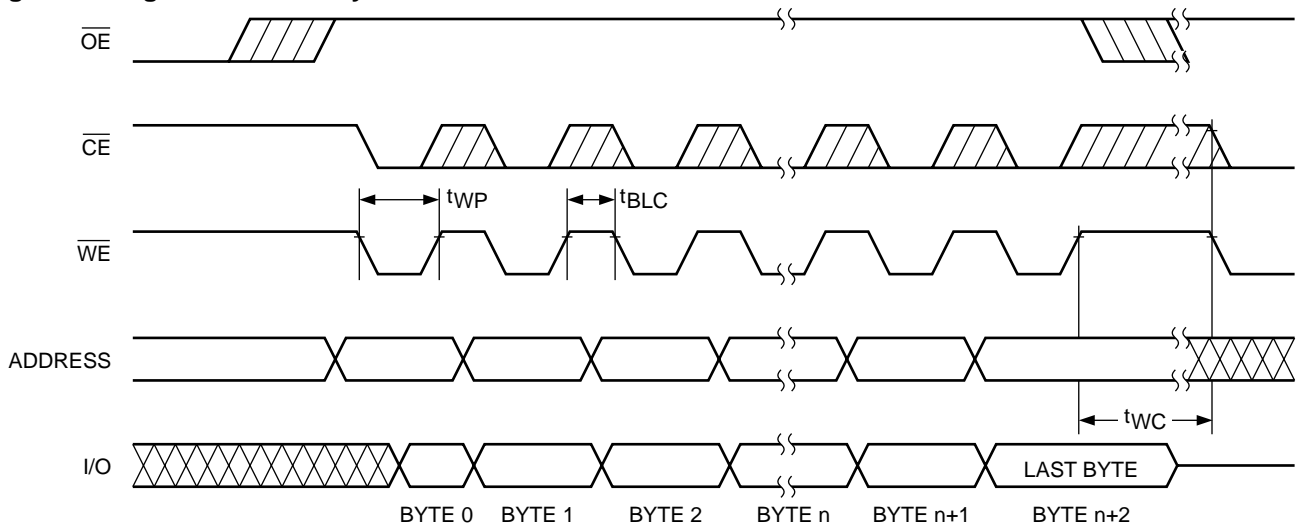 OE
CE
tWP
tBLC
WE
ADDRESS
tWC
I/O
LAST BYTE
BYTE 0 BYTE 1 BYTE 2 BYTE n BYTE n+1 BYTE n+2